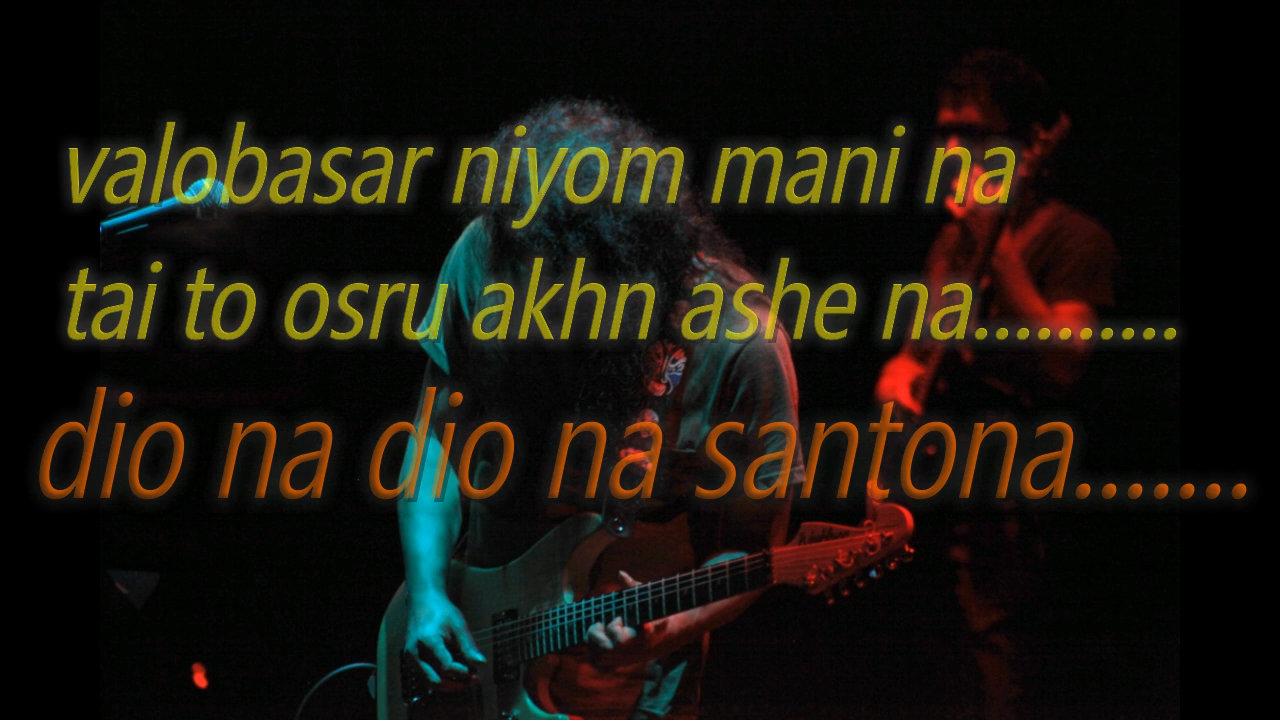 valobasar niyom mani na
tai to osru akhn ashe na..........
dio na dio na santona.......